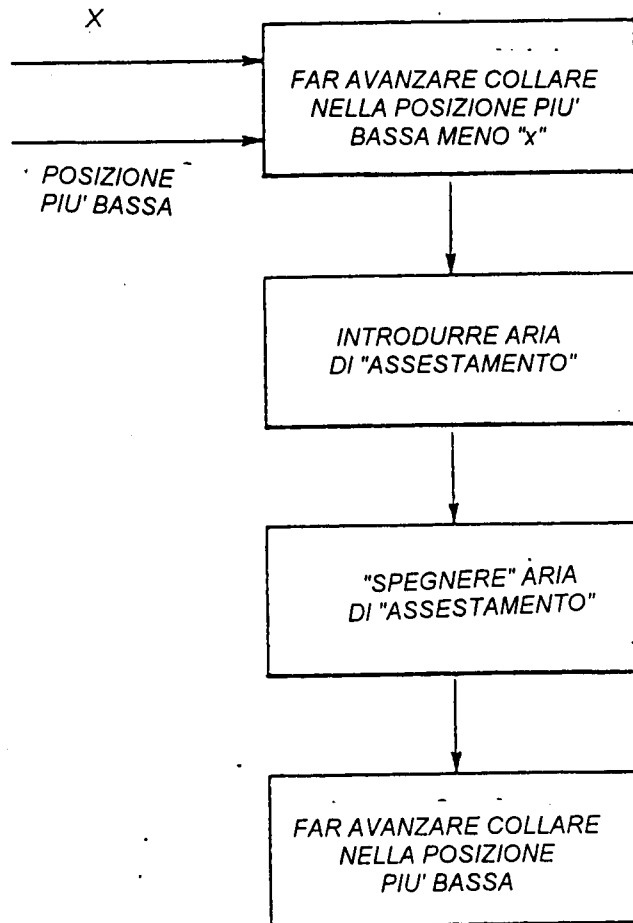 X
FAR AVANZARE COLLARE
NELLA POSIZIONE PIU'
BASSA MENO "x"
POSIZIONE
PIU' BASSA
INTRODURRE ARIA
DI "ASSESTAMENTO"
"SPEGNERE" ARIA
DI "ASSESTAMENTO"
FAR AVANZARE COLLARE
NELLA POSIZIONE
PIU' BASSA